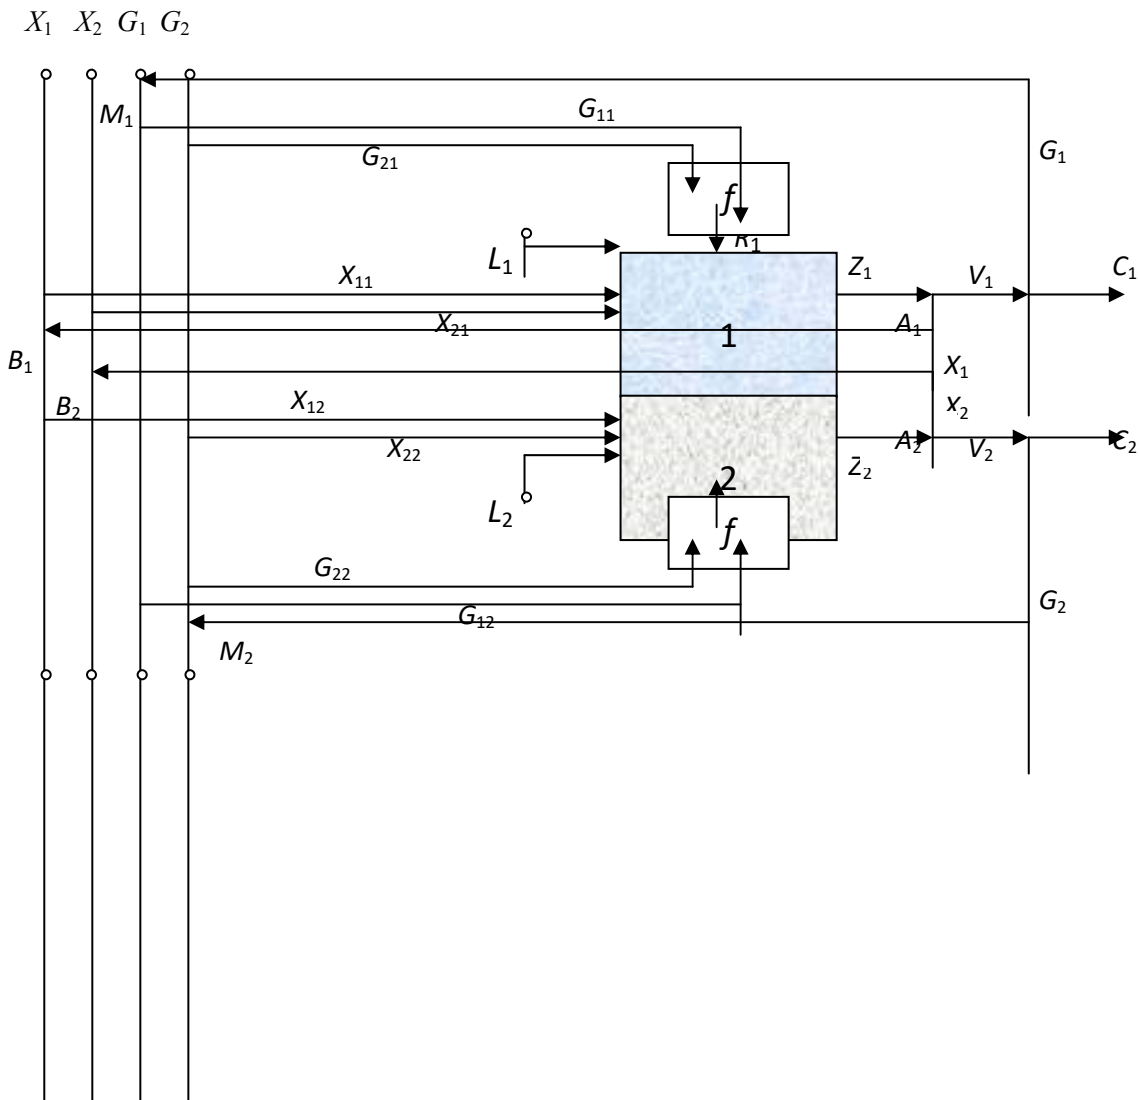 X₁ X₂ G₁ G₂
M₁
G₁₁
G₂₁
G₁
f
R₁
L₁
Z₁
V₁
C₁
X₁₁
X₂₁
A₁
1
B₁
X₁
X₁₂
B₂
X₂
X₂₂
A₂
V₂
C₂
Z₂
2
L₂
f
G₂₂
G₁₂
G₂
M₂